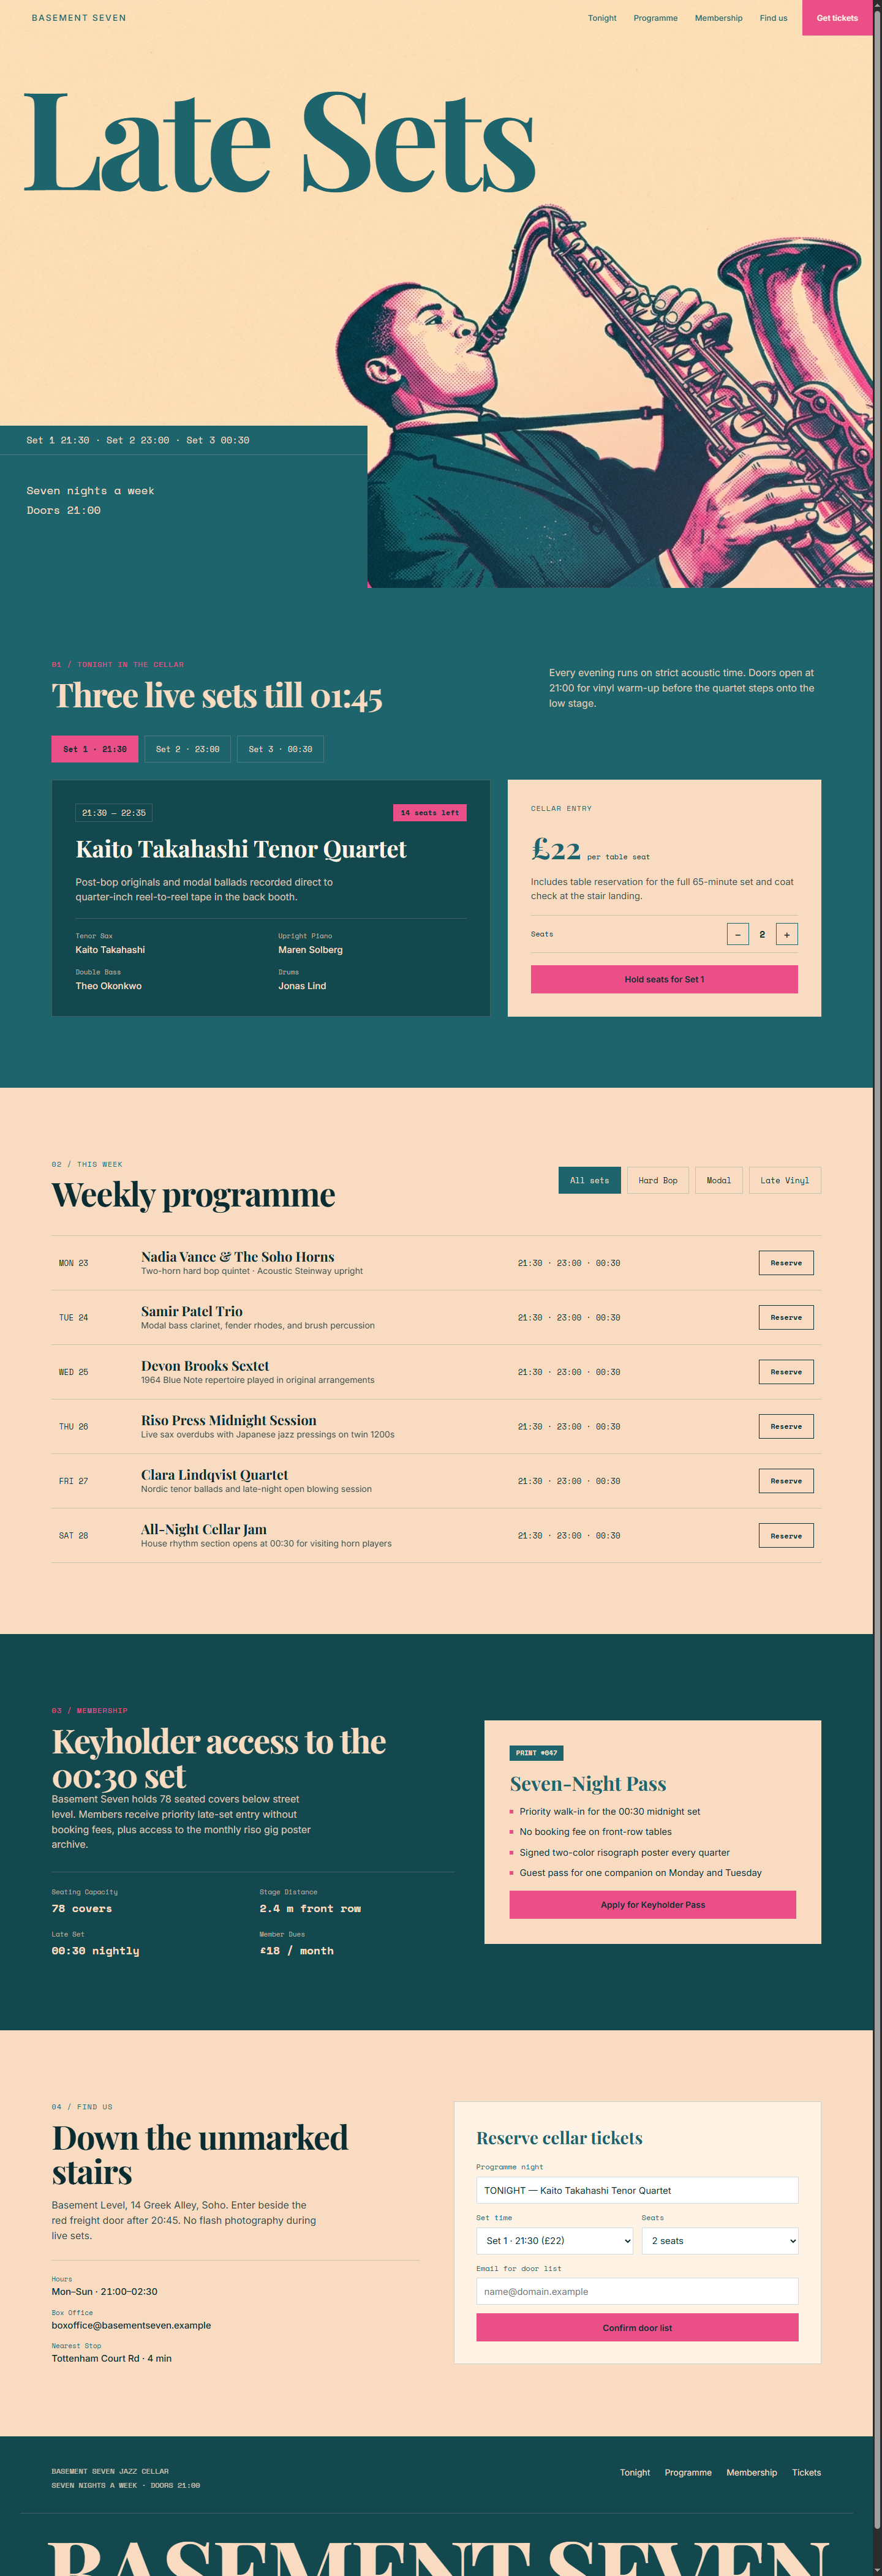 BASEMENT SEVEN
Tonight
Programme
Membership
Find us
Get tickets
Late Sets
Set 1 21:30 · Set 2 23:00 · Set 3 00:30
Seven nights a week
Doors 21:00
01 / TONIGHT IN THE CELLAR
Three live sets till 01:45
Every evening runs on strict acoustic time. Doors open at
21:00 for vinyl warm-up before the quartet steps onto the
low stage.
Set 1 · 21:30
Set 2 · 23:00
Set 3 · 00:30
21:30 — 22:35
14 seats left
Kaito Takahashi Tenor Quartet
Post-bop originals and modal ballads recorded direct to
quarter-inch reel-to-reel tape in the back booth.
Tenor Sax
Kaito Takahashi
Upright Piano
Maren Solberg
Double Bass
Theo Okonkwo
Drums
Jonas Lind
CELLAR ENTRY
£22 per table seat
Includes table reservation for the full 65-minute set and coat
check at the stair landing.
Seats
− 2 +
Hold seats for Set 1
02 / THIS WEEK
Weekly programme
All sets
Hard Bop
Modal
Late Vinyl
MON 23
Nadia Vance & The Soho Horns
Two-horn hard bop quintet · Acoustic Steinway upright
21:30 · 23:00 · 00:30
Reserve
TUE 24
Samir Patel Trio
Modal bass clarinet, fender rhodes, and brush percussion
21:30 · 23:00 · 00:30
Reserve
WED 25
Devon Brooks Sextet
1964 Blue Note repertoire played in original arrangements
21:30 · 23:00 · 00:30
Reserve
THU 26
Riso Press Midnight Session
Live sax overdubs with Japanese jazz pressings on twin 1200s
21:30 · 23:00 · 00:30
Reserve
FRI 27
Clara Lindqvist Quartet
Nordic tenor ballads and late-night open blowing session
21:30 · 23:00 · 00:30
Reserve
SAT 28
All-Night Cellar Jam
House rhythm section opens at 00:30 for visiting horn players
21:30 · 23:00 · 00:30
Reserve
03 / MEMBERSHIP
Keyholder access to the
00:30 set
Basement Seven holds 78 seated covers below street
level. Members receive priority late-set entry without
booking fees, plus access to the monthly riso gig poster
archive.
Seating Capacity
78 covers
Stage Distance
2.4 m front row
Late Set
00:30 nightly
Member Dues
£18 / month
PRINT #047
Seven-Night Pass
Priority walk-in for the 00:30 midnight set
No booking fee on front-row tables
Signed two-color risograph poster every quarter
Guest pass for one companion on Monday and Tuesday
Apply for Keyholder Pass
04 / FIND US
Down the unmarked
stairs
Basement Level, 14 Greek Alley, Soho. Enter beside the
red freight door after 20:45. No flash photography during
live sets.
Hours
Mon–Sun · 21:00–02:30
Box Office
boxoffice@basementseven.example
Nearest Stop
Tottenham Court Rd · 4 min
Reserve cellar tickets
Programme night
TONIGHT — Kaito Takahashi Tenor Quartet
Set time
Set 1 · 21:30 (£22)
Seats
2 seats
Email for door list
name@domain.example
Confirm door list
BASEMENT SEVEN JAZZ CELLAR
SEVEN NIGHTS A WEEK · DOORS 21:00
Tonight
Programme
Membership
Tickets
BASEMENT SEVEN